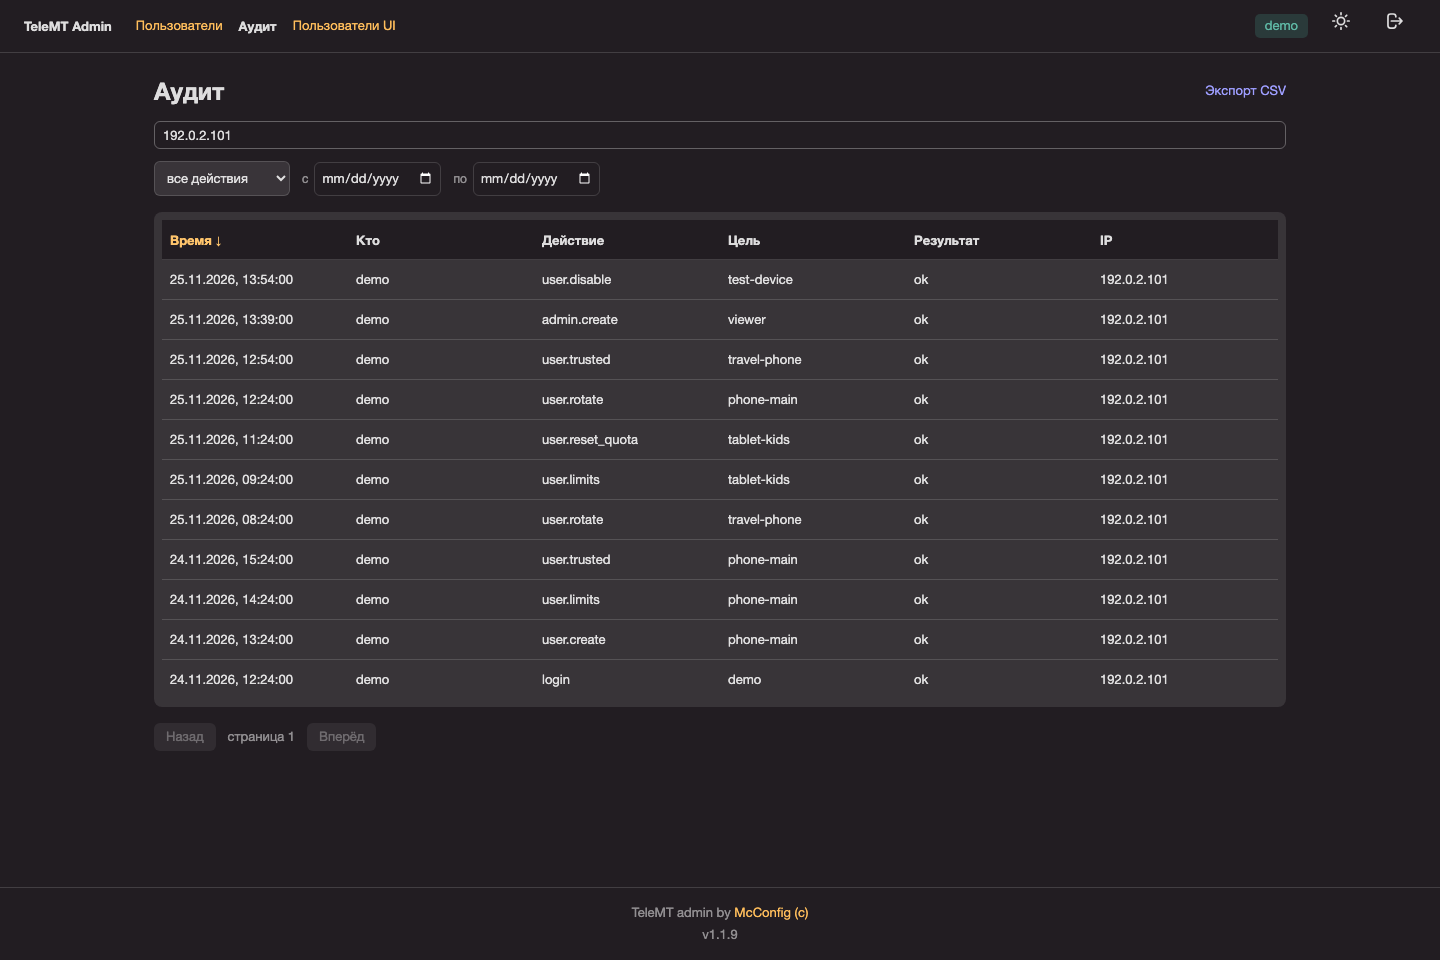 TeleMT Admin Пользователи Аудит Пользователи UI demo
Аудит Экспорт CSV
192.0.2.101
все действия с mm/dd/yyyy по mm/dd/yyyy
Время ↓ Кто Действие Цель Результат IP
25.11.2026, 13:54:00 demo user.disable test-device ok 192.0.2.101
25.11.2026, 13:39:00 demo admin.create viewer ok 192.0.2.101
25.11.2026, 12:54:00 demo user.trusted travel-phone ok 192.0.2.101
25.11.2026, 12:24:00 demo user.rotate phone-main ok 192.0.2.101
25.11.2026, 11:24:00 demo user.reset_quota tablet-kids ok 192.0.2.101
25.11.2026, 09:24:00 demo user.limits tablet-kids ok 192.0.2.101
25.11.2026, 08:24:00 demo user.rotate travel-phone ok 192.0.2.101
24.11.2026, 15:24:00 demo user.trusted phone-main ok 192.0.2.101
24.11.2026, 14:24:00 demo user.limits phone-main ok 192.0.2.101
24.11.2026, 13:24:00 demo user.create phone-main ok 192.0.2.101
24.11.2026, 12:24:00 demo login demo ok 192.0.2.101
Назад страница 1 Вперёд
TeleMT admin by McConfig (c)
v1.1.9